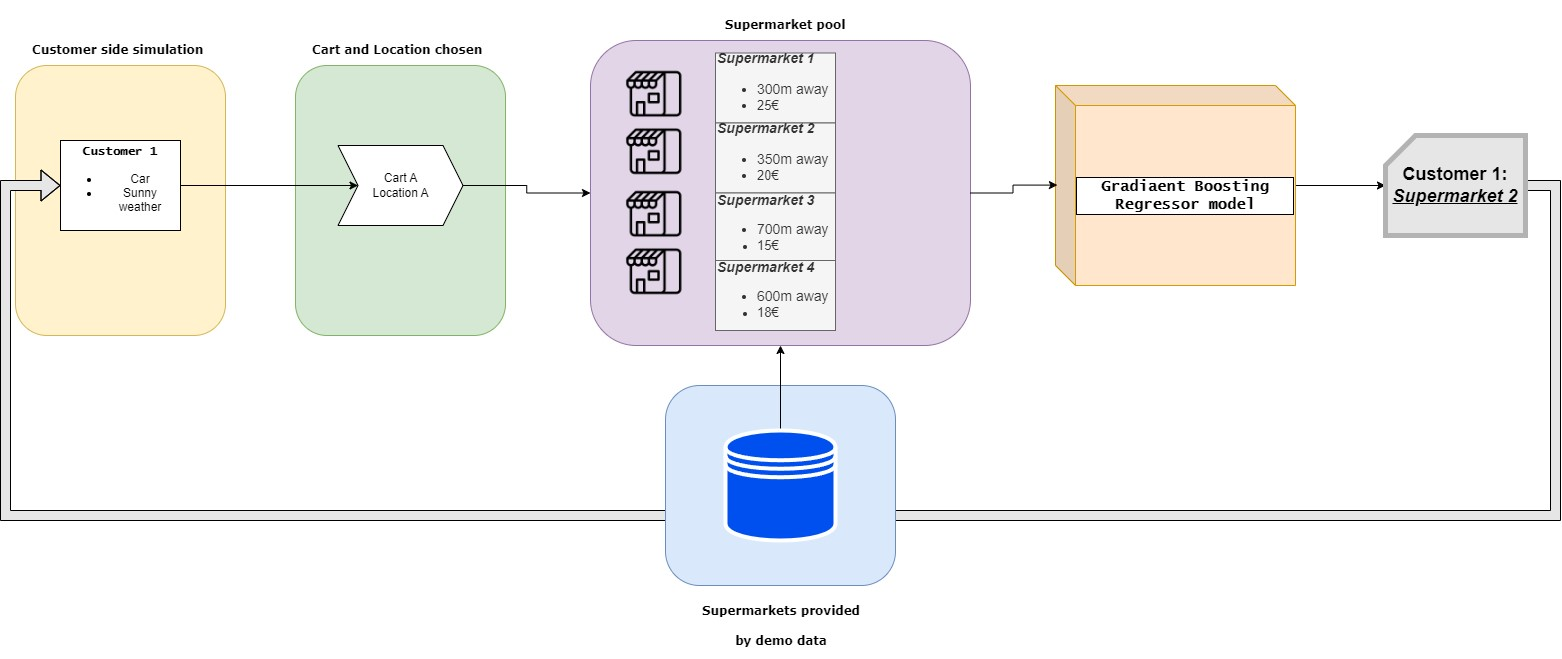 Supermarket pool
Customer side simulation
Cart and Location chosen
Customer 1
Car
Sunny
weather
Cart A
Location A
Supermarket 1
300m away
25€
Supermarket 2
350m away
20€
Supermarket 3
700m away
15€
Supermarket 4
600m away
18€
Gradiaent Boosting
Regressor model
Customer 1:
Supermarket 2
Supermarkets provided
by demo data